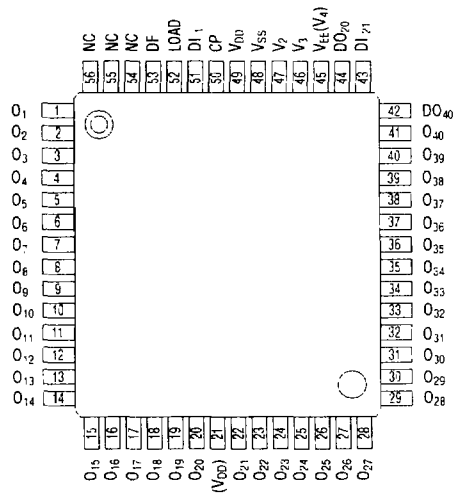 NC NC NC DF LOAD DI₁ CP V_DD V_SS V₂ V₃ V_EE(V₄) DO₂₀ DI₂₁
56 55 54 53 52 51 50 49 48 47 46 45 44 43
O₁ 1 42 DO₄₀
O₂ 2 41 O₄₀
O₃ 3 40 O₃₉
O₄ 4 39 O₃₈
O₅ 5 38 O₃₇
O₆ 6 37 O₃₆
O₇ 7 36 O₃₅
O₈ 8 35 O₃₄
O₉ 9 34 O₃₃
O₁₀ 10 33 O₃₂
O₁₁ 11 32 O₃₁
O₁₂ 12 31 O₃₀
O₁₃ 13 30 O₂₉
O₁₄ 14 29 O₂₈
15 16 17 18 19 20 21 22 23 24 25 26 27 28
O₁₅ O₁₆ O₁₇ O₁₈ O₁₉ O₂₀ (V_DD) O₂₁ O₂₂ O₂₃ O₂₄ O₂₅ O₂₆ O₂₇